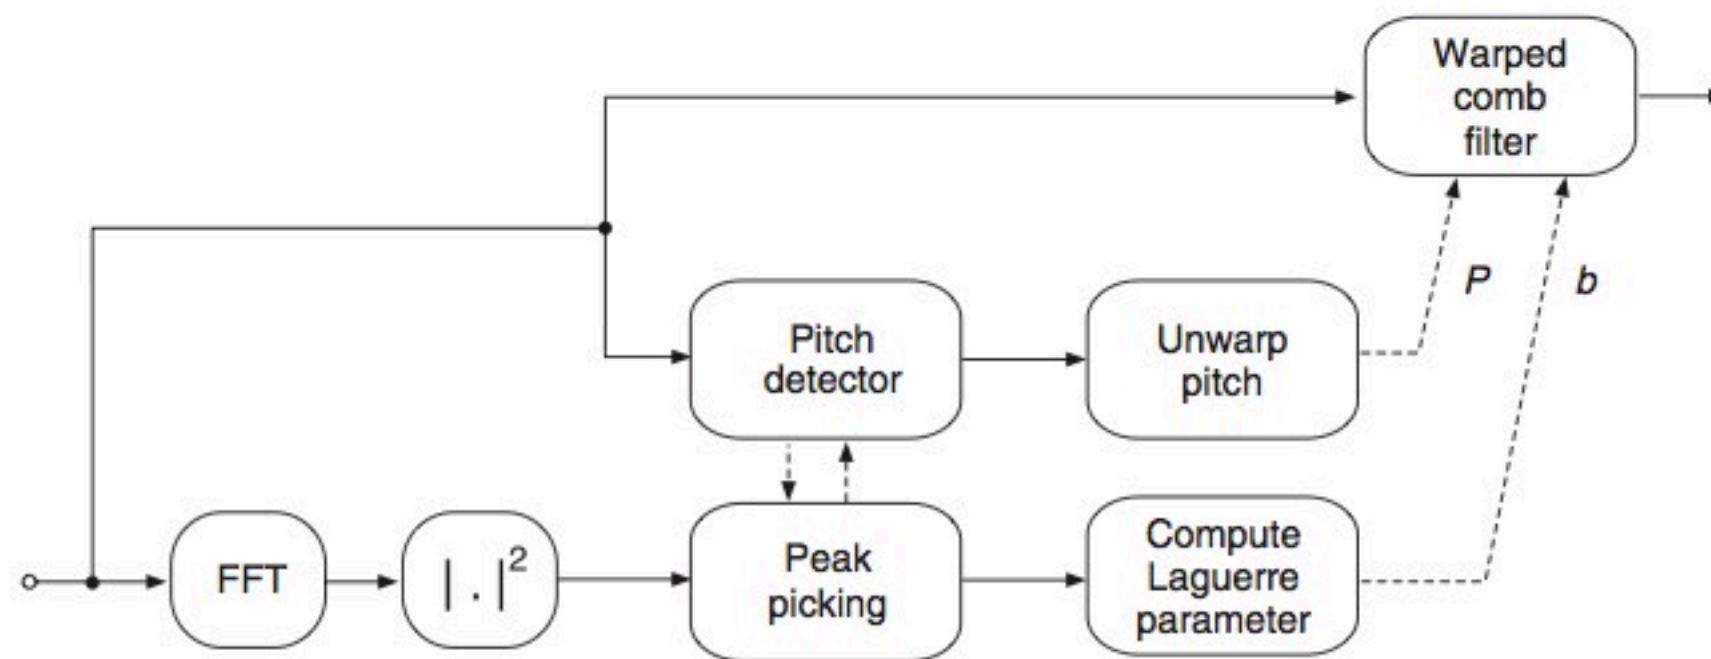 Warped
comb
filter
P
b
Pitch
detector
Unwarp
pitch
FFT
| . |²
Peak
picking
Compute
Laguerre
parameter